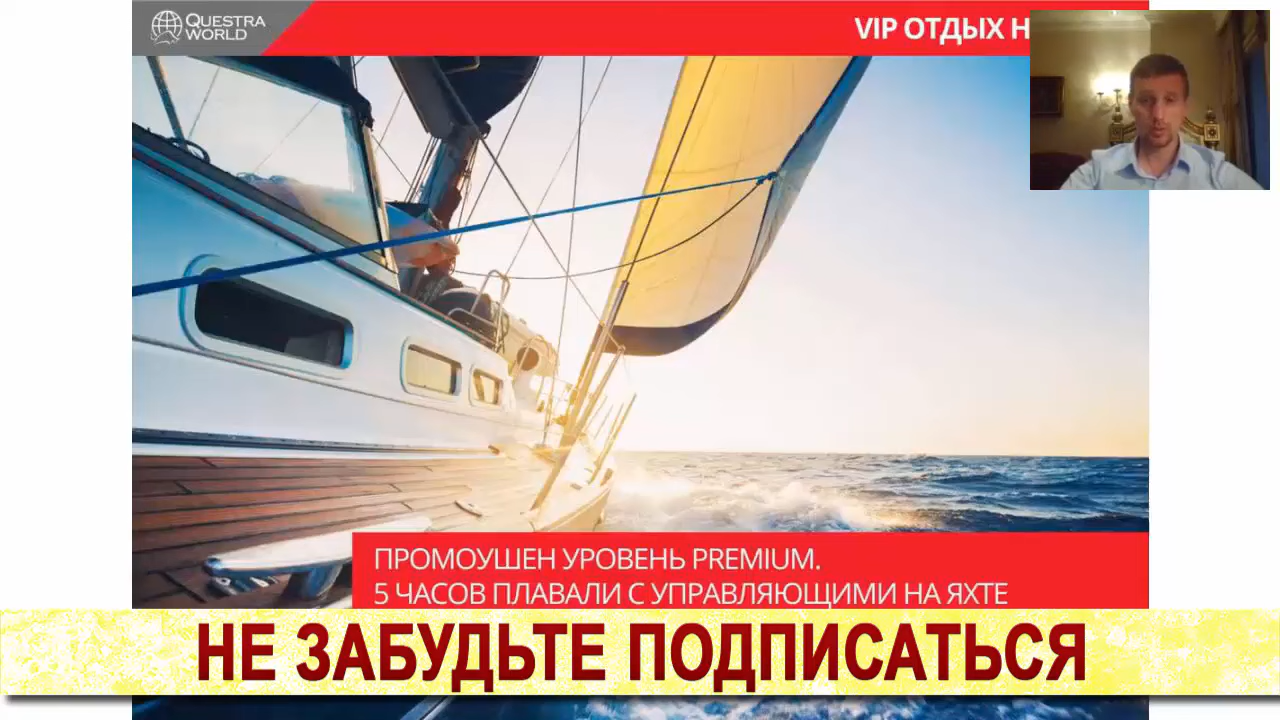 QUESTRA
WORLD
VIP ОТДЫХ Н
ПРОМОУШЕН УРОВЕНЬ PREMIUM.
5 ЧАСОВ ПЛАВАЛИ С УПРАВЛЯЮЩИМИ НА ЯХТЕ
НЕ ЗАБУДЬТЕ ПОДПИСАТЬСЯ